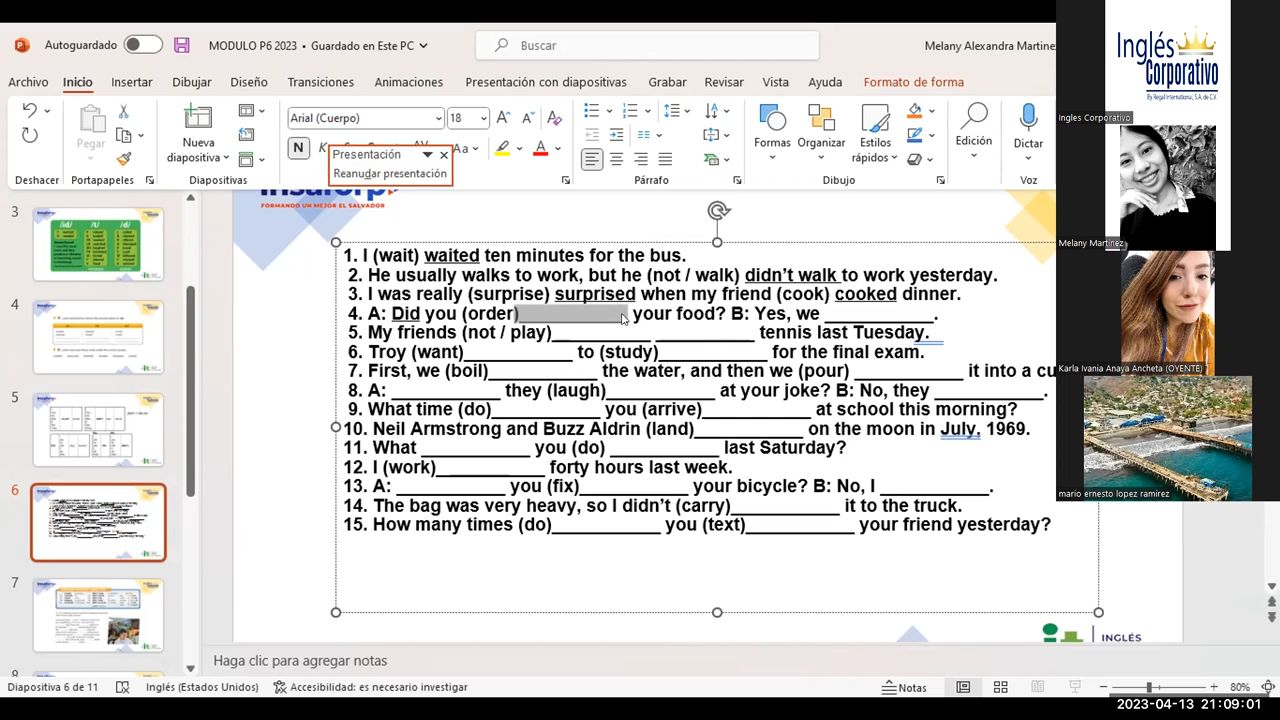 Autoguardado
MODULO P6 2023 • Guardado en Este PC
Buscar
Melany Alexandra Martinez
Archivo Inicio Insertar Dibujar Diseño Transiciones Animaciones Presentación con diapositivas Grabar Revisar Vista Ayuda Formato de forma
Pegar
Nueva diapositiva
Arial (Cuerpo) 18
N
Presentación
Reanudar presentación
Formas Organizar Estilos rápidos
Edición
Dictar
Deshacer Portapapeles Diapositivas Párrafo Dibujo Voz
FORMANDO UN MEJOR EL SALVADOR
1. I (wait) waited ten minutes for the bus.
2. He usually walks to work, but he (not / walk) didn't walk to work yesterday.
3. I was really (surprise) surprised when my friend (cook) cooked dinner.
4. A: Did you (order)___________ your food? B: Yes, we ___________.
5. My friends (not / play)__________ __________ tennis last Tuesday.
6. Troy (want)___________ to (study)___________ for the final exam.
7. First, we (boil)___________ the water, and then we (pour) ___________ it into a cu
8. A: ___________ they (laugh)___________ at your joke? B: No, they ___________.
9. What time (do)___________ you (arrive)___________ at school this morning?
10. Neil Armstrong and Buzz Aldrin (land)___________ on the moon in July. 1969.
11. What ___________ you (do) ___________ last Saturday?
12. I (work)___________ forty hours last week.
13. A: ___________ you (fix)___________ your bicycle? B: No, I ___________.
14. The bag was very heavy, so I didn't (carry)___________ it to the truck.
15. How many times (do)___________ you (text)___________ your friend yesterday?
INGLÉS
3
4
5
6
7
8
Haga clic para agregar notas
Diapositiva 6 de 11 Inglés (Estados Unidos) Accesibilidad: es necesario investigar Notas 80%
Inglés Corporativo
By Regal International, S.A. de C.V.
Ingles Corporativo
Melany Martinez
Karla Ivania Anaya Ancheta (OYENTE)
mario ernesto lopez ramirez
2023-04-13 21:09:01